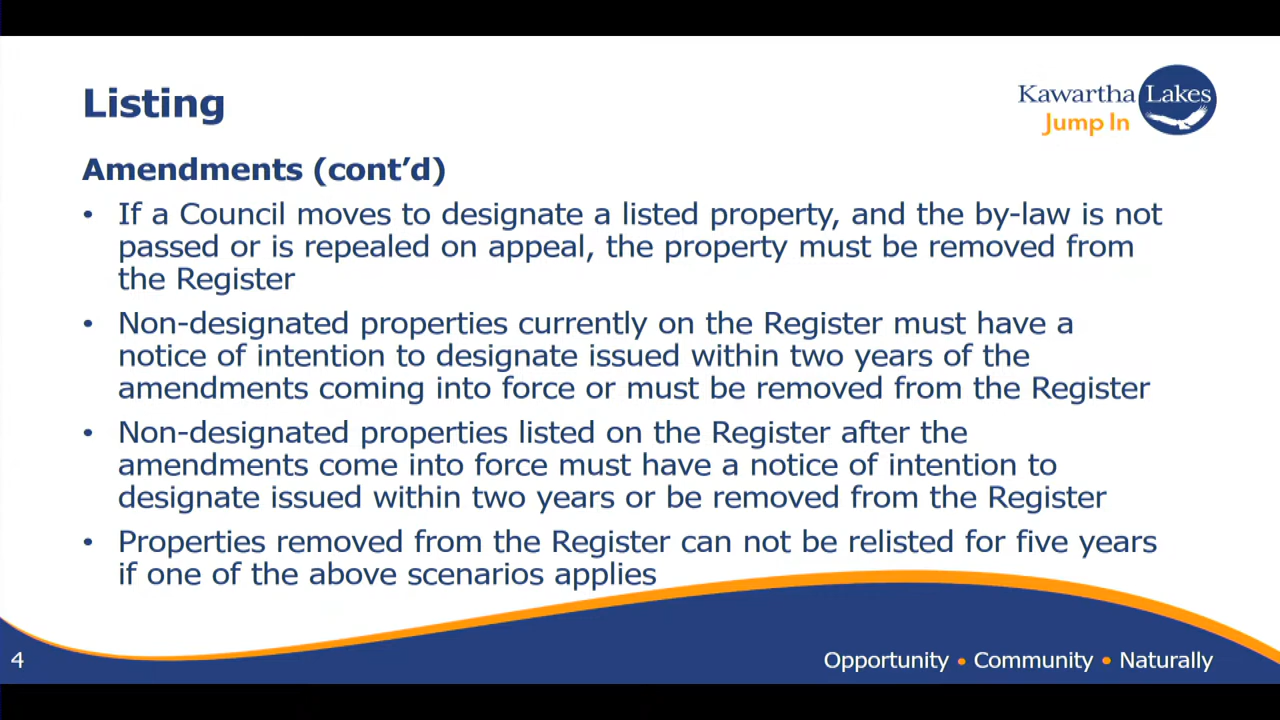 Listing
Kawartha Lakes
Jump In
Amendments (cont’d)
• If a Council moves to designate a listed property, and the by-law is not
passed or is repealed on appeal, the property must be removed from
the Register
• Non-designated properties currently on the Register must have a
notice of intention to designate issued within two years of the
amendments coming into force or must be removed from the Register
• Non-designated properties listed on the Register after the
amendments come into force must have a notice of intention to
designate issued within two years or be removed from the Register
• Properties removed from the Register can not be relisted for five years
if one of the above scenarios applies
4
Opportunity • Community • Naturally